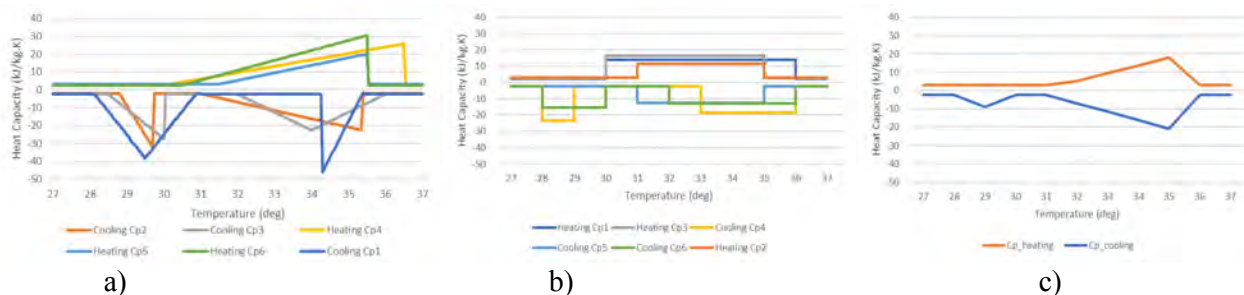 Heat Capacity (kJ/kg.K)
40
30
20
10
0
-10
-20
-30
-40
-50
27 28 29 30 31 32 33 34 35 36 37
Temperature (deg)
Cooling Cp2 Cooling Cp3 Heating Cp4
Heating Cp5 Heating Cp6 Cooling Cp1
a)
Heat Capacity (kJ/kg.K)
50
40
30
20
10
0
-10
-20
-30
-40
-50
27 28 29 30 31 32 33 34 35 36 37
Temperature (deg)
Heating Cp1 Heating Cp3 Cooling Cp4
Cooling Cp5 Cooling Cp6 Heating Cp2
b)
Heat Capacity (kJ/kg.K)
50
40
30
20
10
0
-10
-20
-30
-40
-50
27 28 29 30 31 32 33 34 35 36 37
Temperature (deg)
Cp_heating Cp_cooling
c)